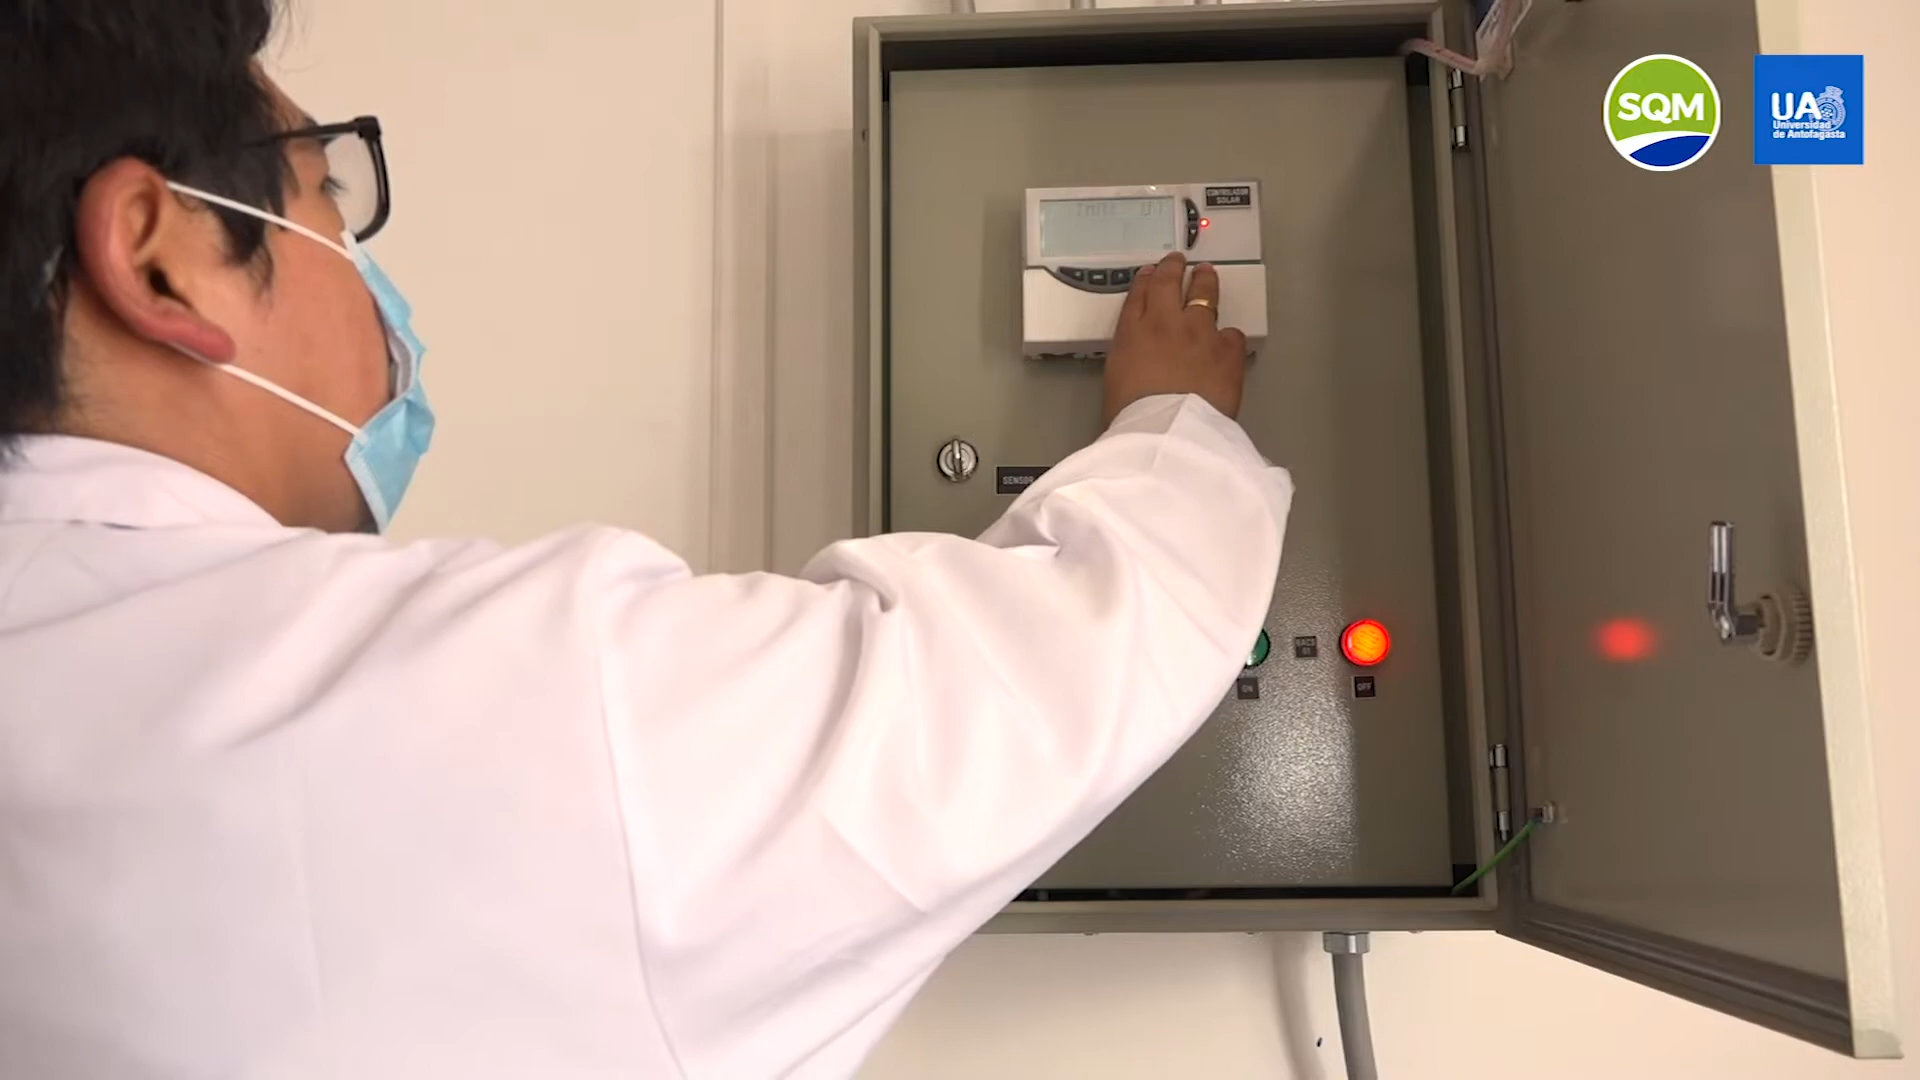 SQM
UA
Universidad
de Antofagasta
CONTROLADOR
SOLAR
SENSOR
ON
OFF